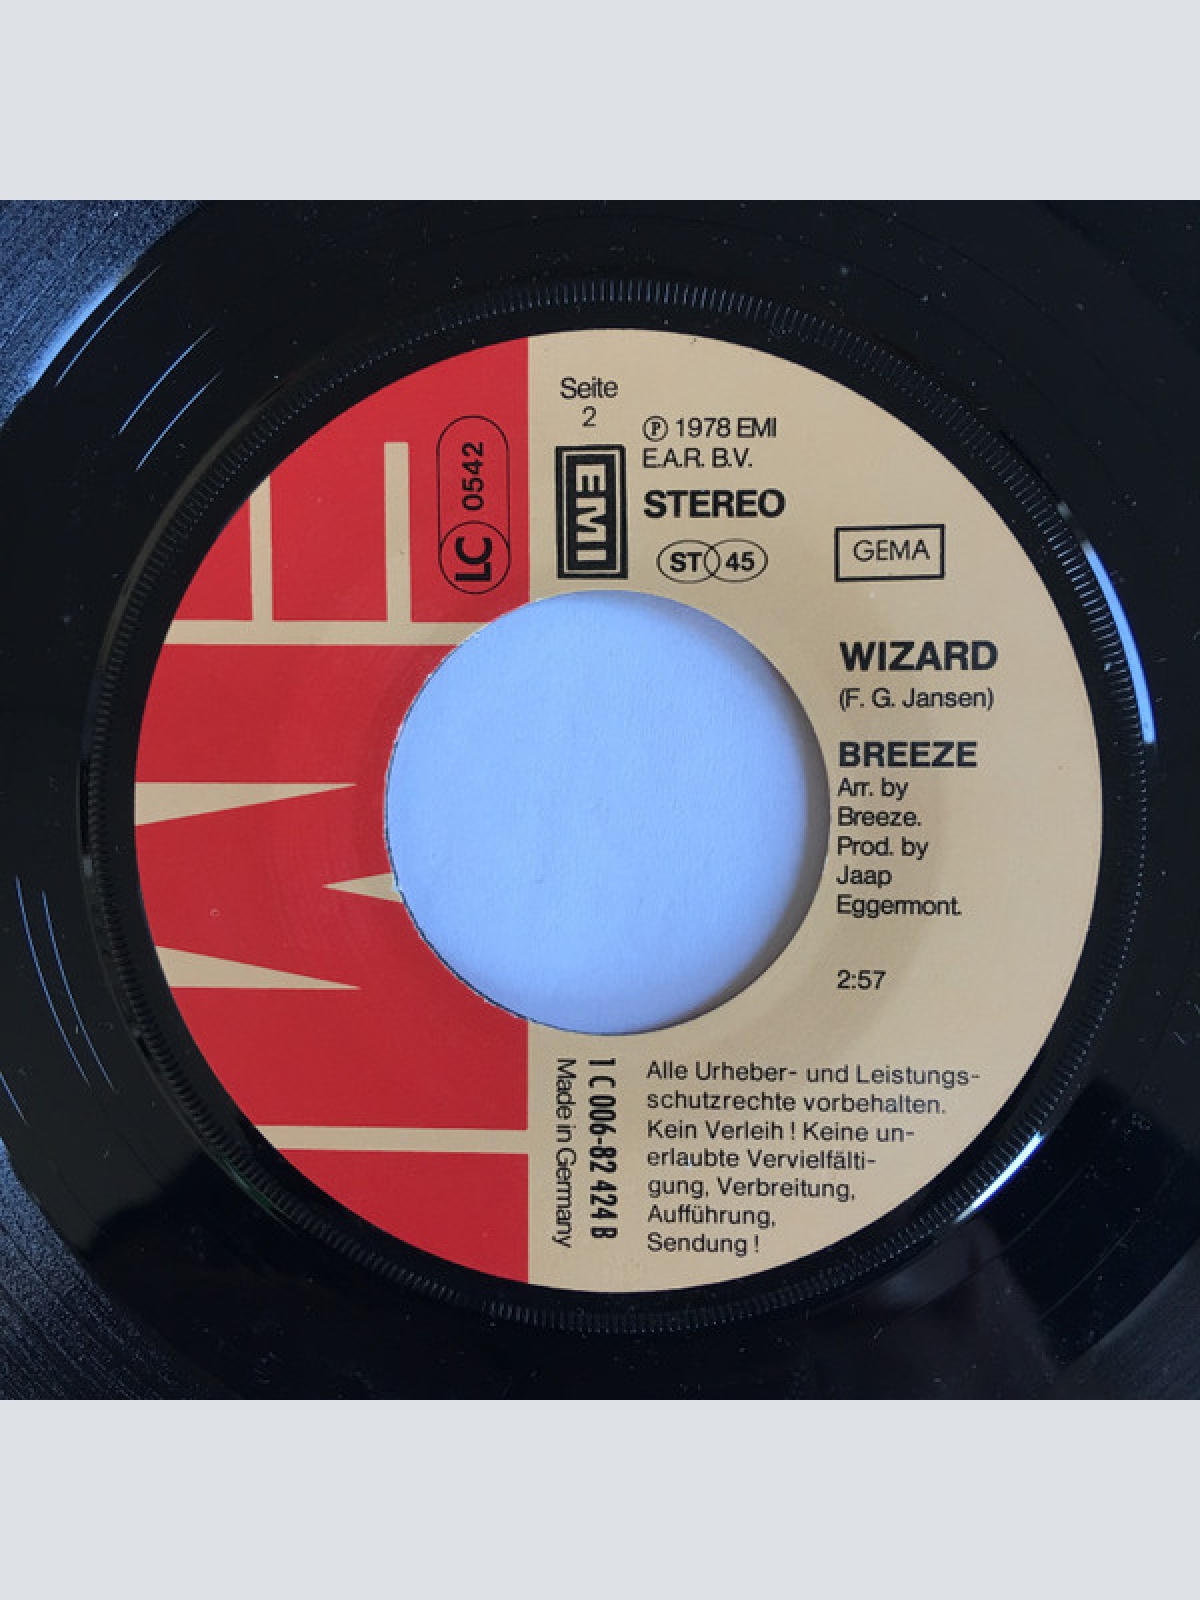 Seite
2
EMI
LC 0542
Ⓟ 1978 EMI
E.A.R. B.V.
STEREO
ST 45
GEMA
WIZARD
(F. G. Jansen)
BREEZE
Arr. by
Breeze.
Prod. by
Jaap
Eggermont.
2:57
1 C 006-82 424 B
Made in Germany
Alle Urheber- und Leistungs-
schutzrechte vorbehalten.
Kein Verleih ! Keine un-
erlaubte Vervielfälti-
gung, Verbreitung,
Aufführung,
Sendung !